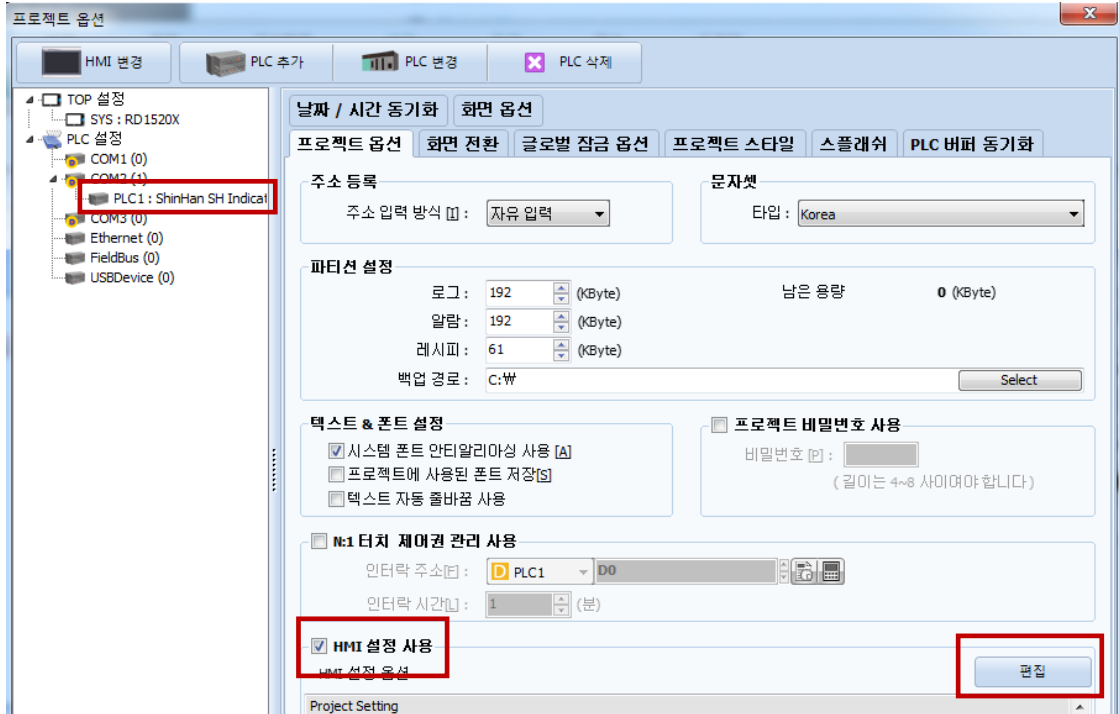 프로젝트 옵션
HMI 변경
PLC 추가
PLC 변경
PLC 삭제
TOP 설정
SYS : RD1520X
PLC 설정
COM1 (0)
COM2 (1)
PLC1 : ShinHan SH Indicat
COM3 (0)
Ethernet (0)
FieldBus (0)
USBDevice (0)
날짜 / 시간 동기화 화면 옵션
프로젝트 옵션 화면 전환 글로벌 잠금 옵션 프로젝트 스타일 스플래쉬 PLC 버퍼 동기화
주소 등록
주소 입력 방식 [I] : 자유 입력
문자셋
타입 : Korea
파티션 설정
로그 : 192 (KByte)
남은 용량 0 (KByte)
알람 : 192 (KByte)
레시피 : 61 (KByte)
백업 경로 : C:₩ Select
텍스트 & 폰트 설정
시스템 폰트 안티알리아싱 사용 [A]
프로젝트에 사용된 폰트 저장[S]
텍스트 자동 줄바꿈 사용
프로젝트 비밀번호 사용
비밀번호 [P] :
( 길이는 4~8 사이여야 합니다 )
N:1 터치 제어권 관리 사용
인터락 주소[F] : D PLC1 D0
인터락 시간[L] : 1 (분)
HMI 설정 사용
HMI 설정 옵션
편집
Project Setting